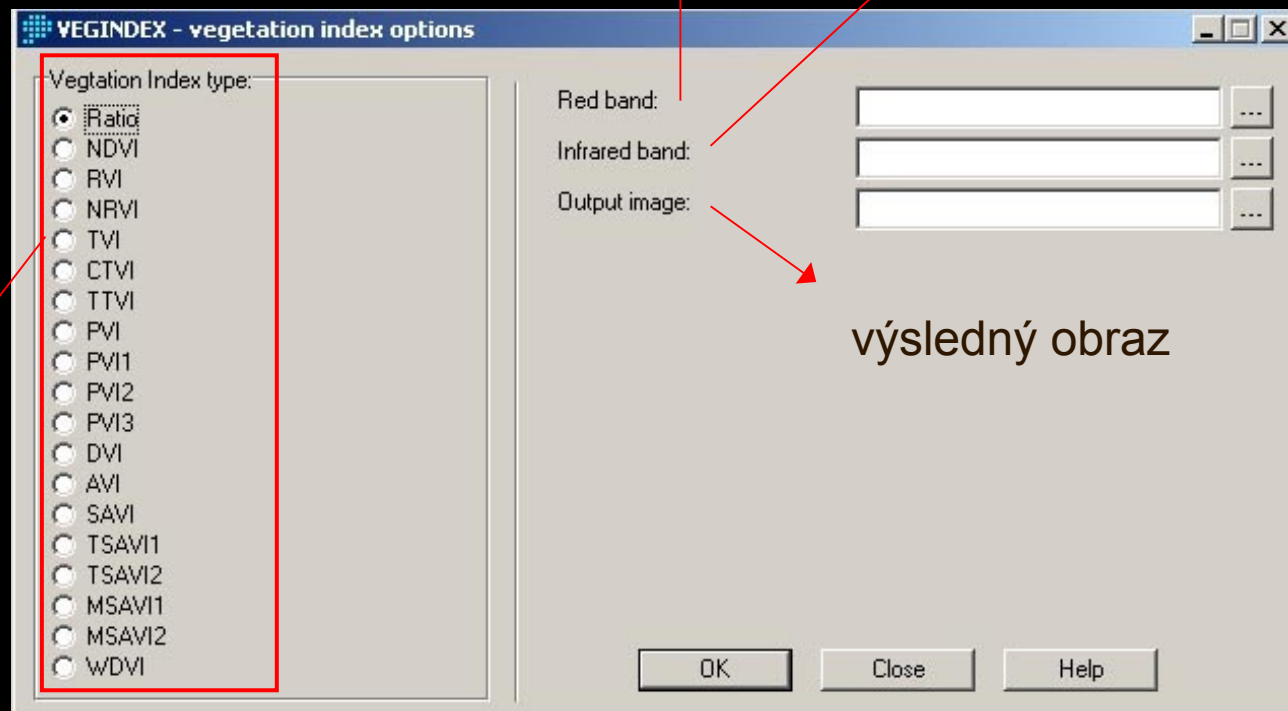 VEGINDEX - vegetation index options
Vegtation Index type:
Ratio
NDVI
RVI
NRVI
TVI
CTVI
TTVI
PVI
PVI1
PVI2
PVI3
DVI
AVI
SAVI
TSAVI1
TSAVI2
MSAVI1
MSAVI2
WDVI
Red band:
...
Infrared band:
...
Output image:
...
výsledný obraz
OK
Close
Help